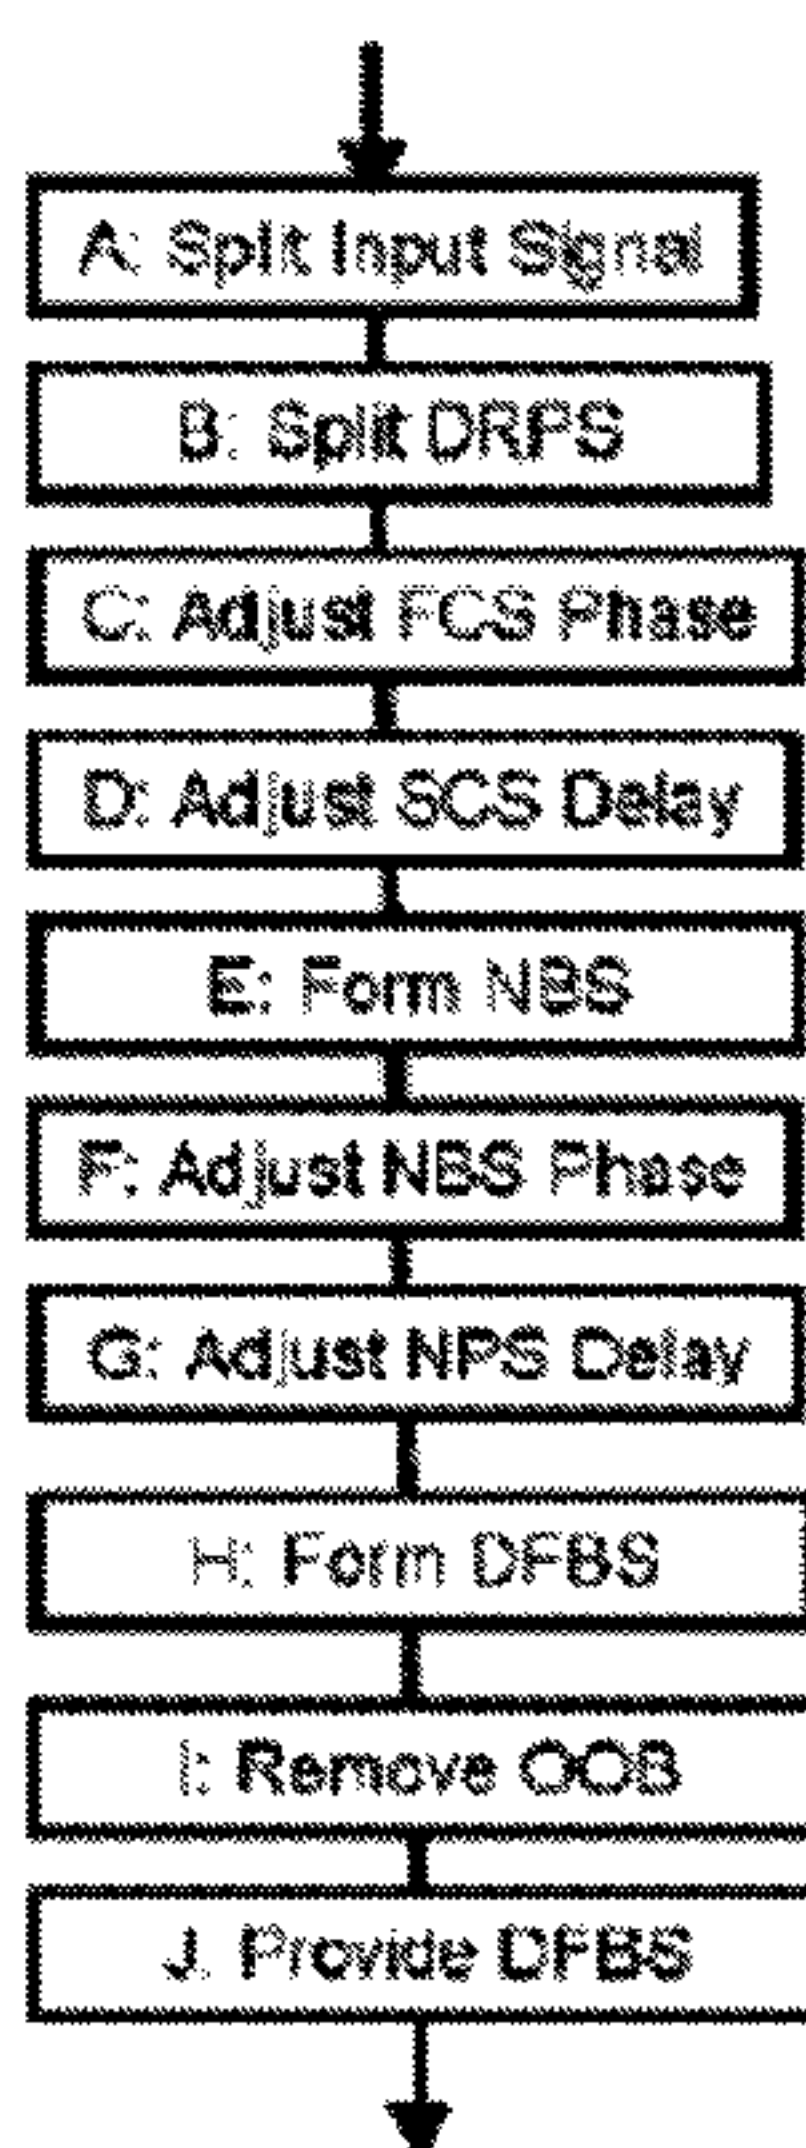 A: Split Input Signal
B: Split DRPS
C: Adjust FCS Phase
D: Adjust SCS Delay
E: Form NBS
F: Adjust NBS Phase
G: Adjust NPS Delay
H: Form DFBS
I: Remove OOB
J. Provide DFBS